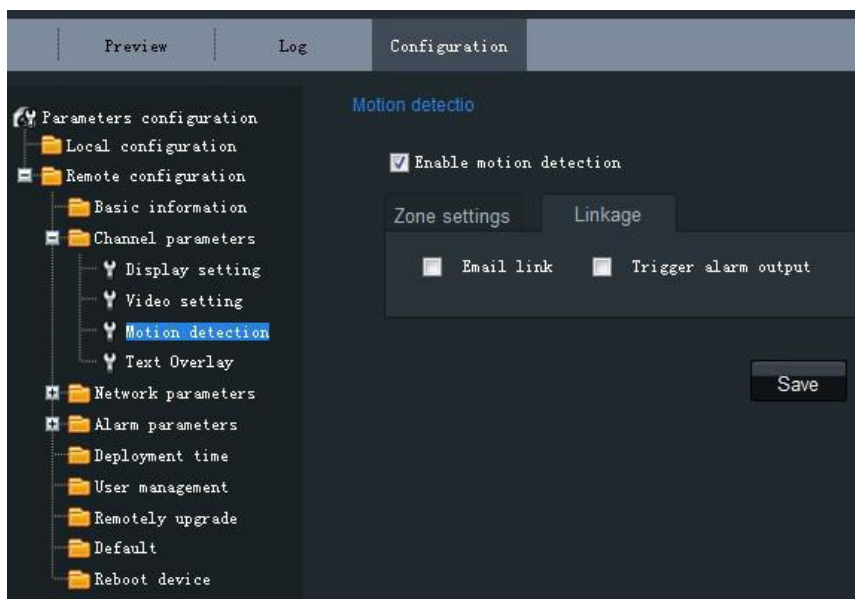 Preview Log Configuration
Parameters configuration
Local configuration
Remote configuration
Basic information
Channel parameters
Display setting
Video setting
Motion detection
Text Overlay
Network parameters
Alarm parameters
Deployment time
User management
Remotely upgrade
Default
Reboot device
Motion detectio
Enable motion detection
Zone settings Linkage
Email link Trigger alarm output
Save